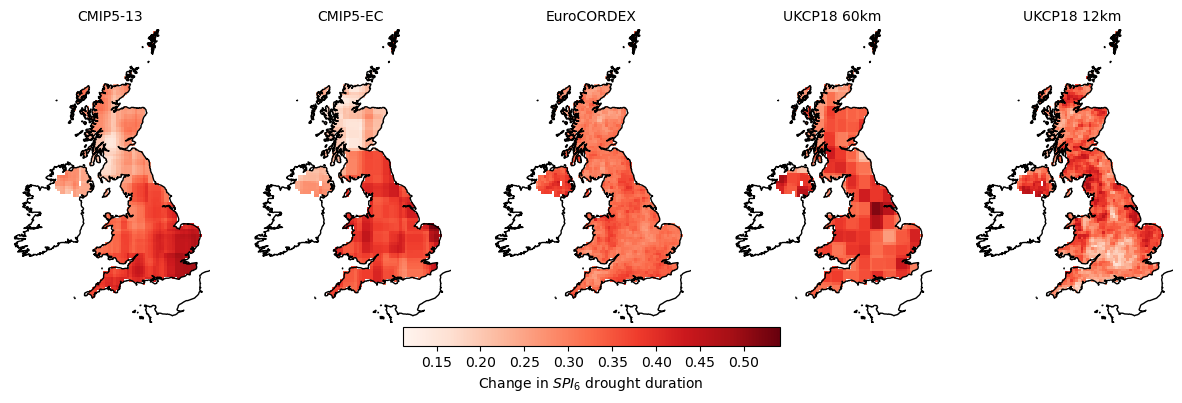 CMIP5-13 CMIP5-EC EuroCORDEX UKCP18 60km UKCP18 12km
0.15 0.20 0.25 0.30 0.35 0.40 0.45 0.50
Change in SPI₆ drought duration